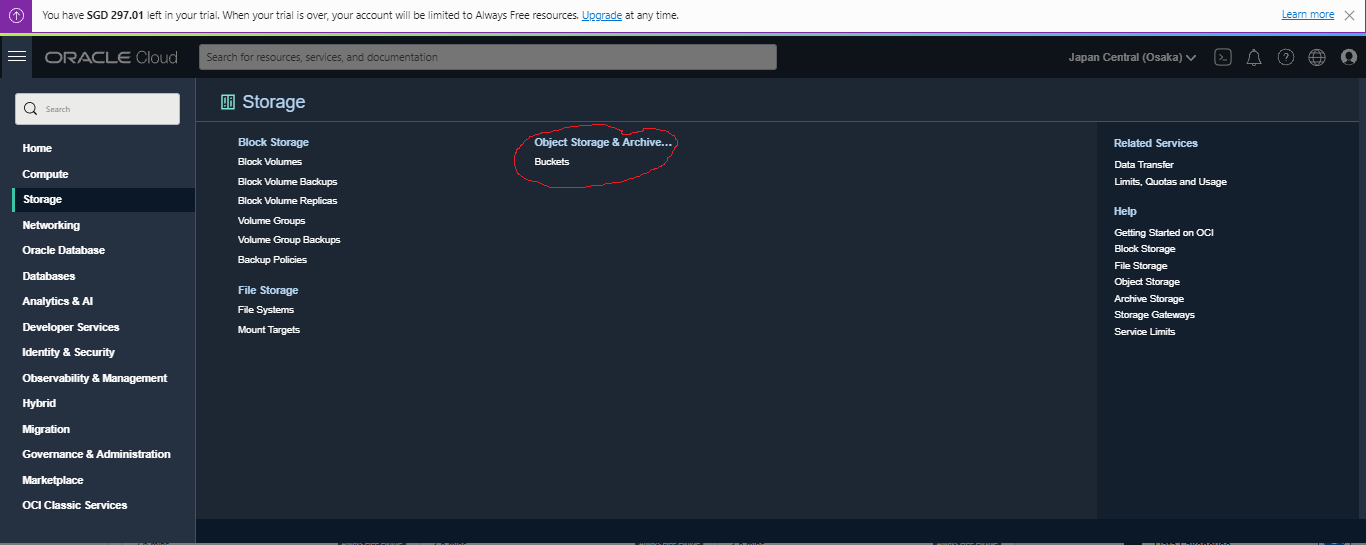 You have SGD 297.01 left in your trial. When your trial is over, your account will be limited to Always Free resources. Upgrade at any time.
Learn more
ORACLE Cloud
Search for resources, services, and documentation
Japan Central (Osaka)
Search
Home
Compute
Storage
Networking
Oracle Database
Databases
Analytics & AI
Developer Services
Identity & Security
Observability & Management
Hybrid
Migration
Governance & Administration
Marketplace
OCI Classic Services
Storage
Block Storage
Block Volumes
Block Volume Backups
Block Volume Replicas
Volume Groups
Volume Group Backups
Backup Policies
File Storage
File Systems
Mount Targets
Object Storage & Archive...
Buckets
Related Services
Data Transfer
Limits, Quotas and Usage
Help
Getting Started on OCI
Block Storage
File Storage
Object Storage
Archive Storage
Storage Gateways
Service Limits